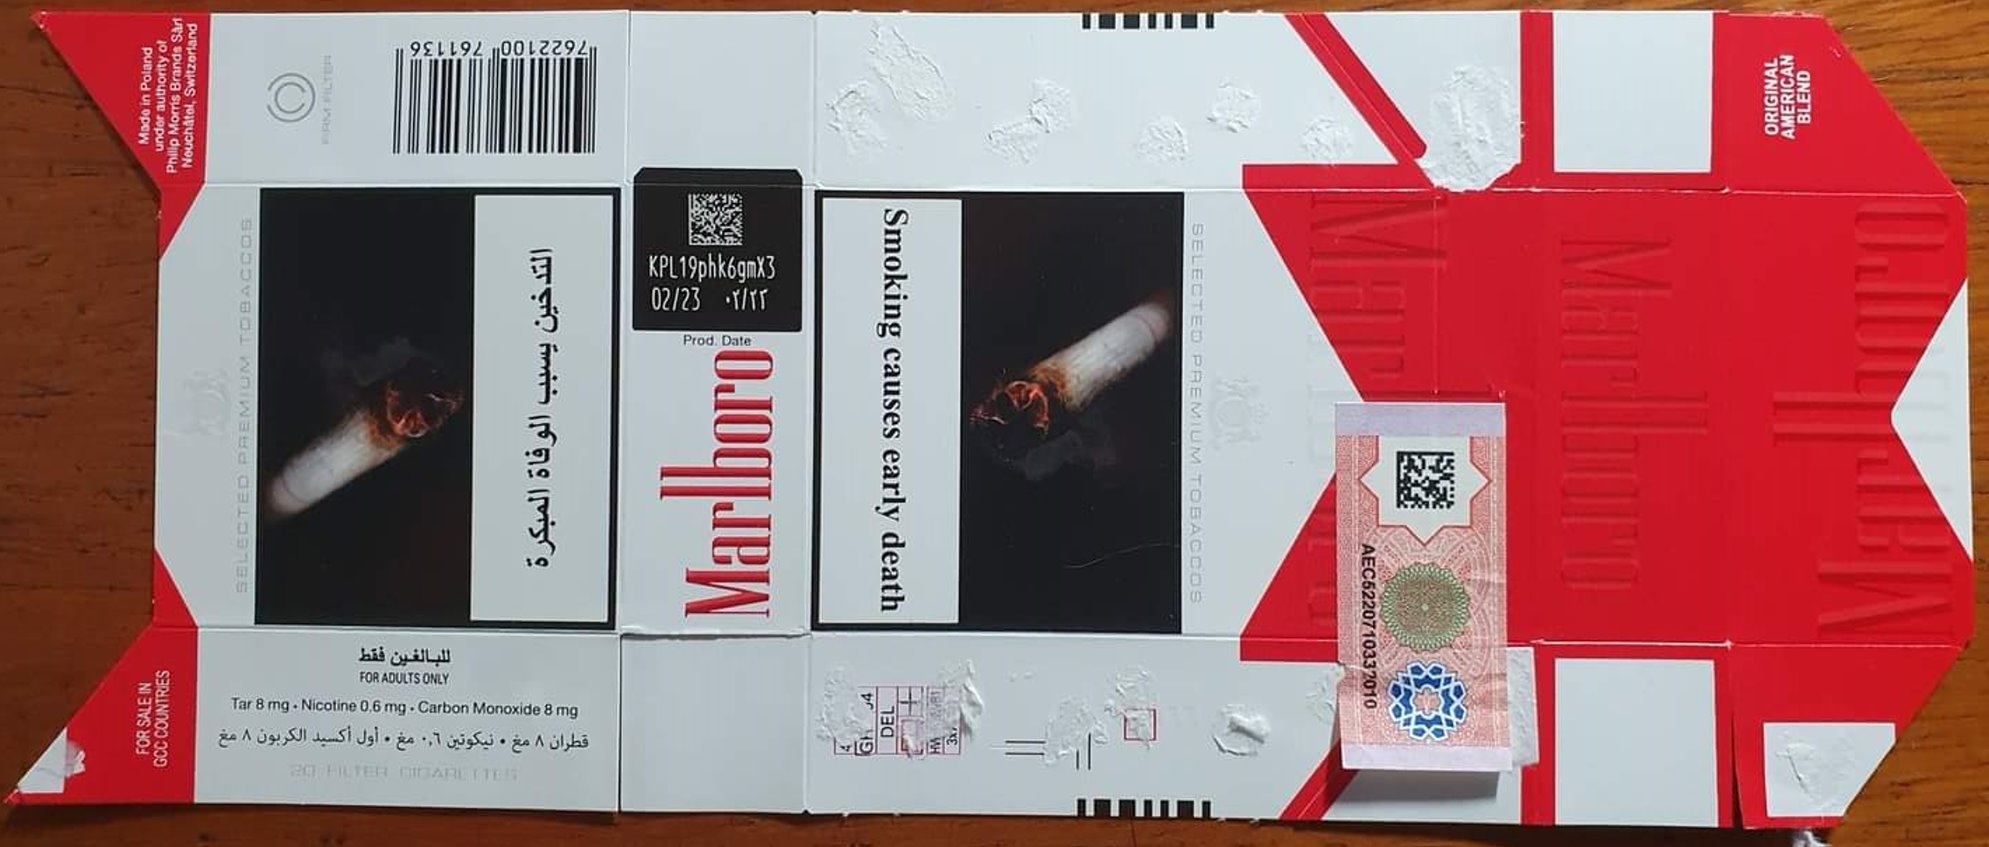 Made in Poland
under authority of
Philip Morris Brands Sàrl
Neuchâtel, Switzerland
FIRM FILTER
7622100 761136
SELECTED PREMIUM TOBACCOS
التدخين يسبب الوفاة المبكرة
للبالغين فقط
FOR ADULTS ONLY
Tar 8 mg • Nicotine 0.6 mg • Carbon Monoxide 8 mg
قطران ٨ مغ • نيكوتين ٠,٦ مغ • أول أكسيد الكربون ٨ مغ
20 FILTER CIGARETTES
FOR SALE IN
GCC COUNTRIES
KPL19phk6gmX3
02/23 ٠٢/٢٣
Prod. Date
Marlboro
Smoking causes early death
SELECTED PREMIUM TOBACCOS
DEL
Marlboro
AEC5220710332010
Marlboro
Marlboro
ORIGINAL
AMERICAN
BLEND